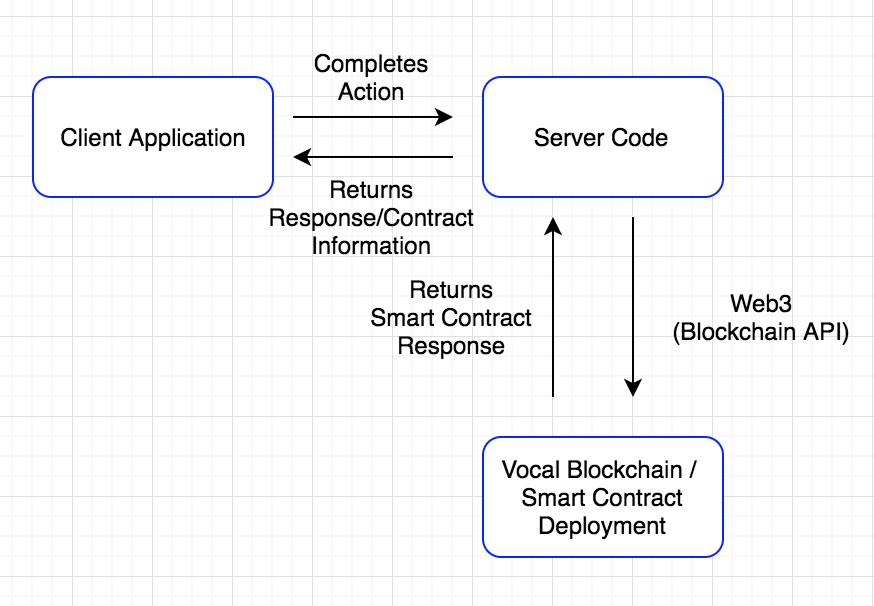 Completes
Action
Client Application
Server Code
Returns
Response/Contract
Information
Returns
Smart Contract
Response
Web3
(Blockchain API)
Vocal Blockchain /
Smart Contract
Deployment